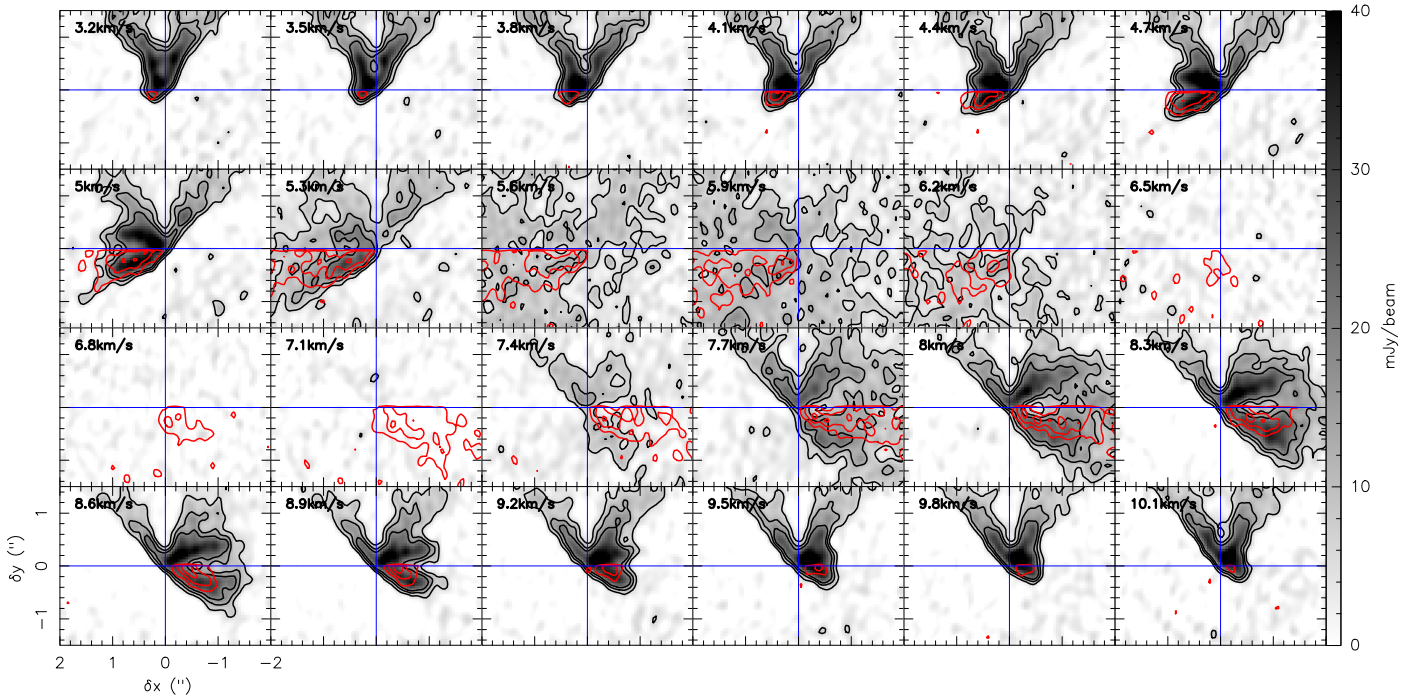 3.2km/s 3.5km/s 3.8km/s 4.1km/s 4.4km/s 4.7km/s 40
5km/s 5.3km/s 5.6km/s 5.9km/s 6.2km/s 6.5km/s 30
6.8km/s 7.1km/s 7.4km/s 7.7km/s 8km/s 8.3km/s 20
mJy/beam
8.6km/s 8.9km/s 9.2km/s 9.5km/s 9.8km/s 10.1km/s 10
1
0
−1
δy (")
0
2 1 0 −1 −2
δx (")